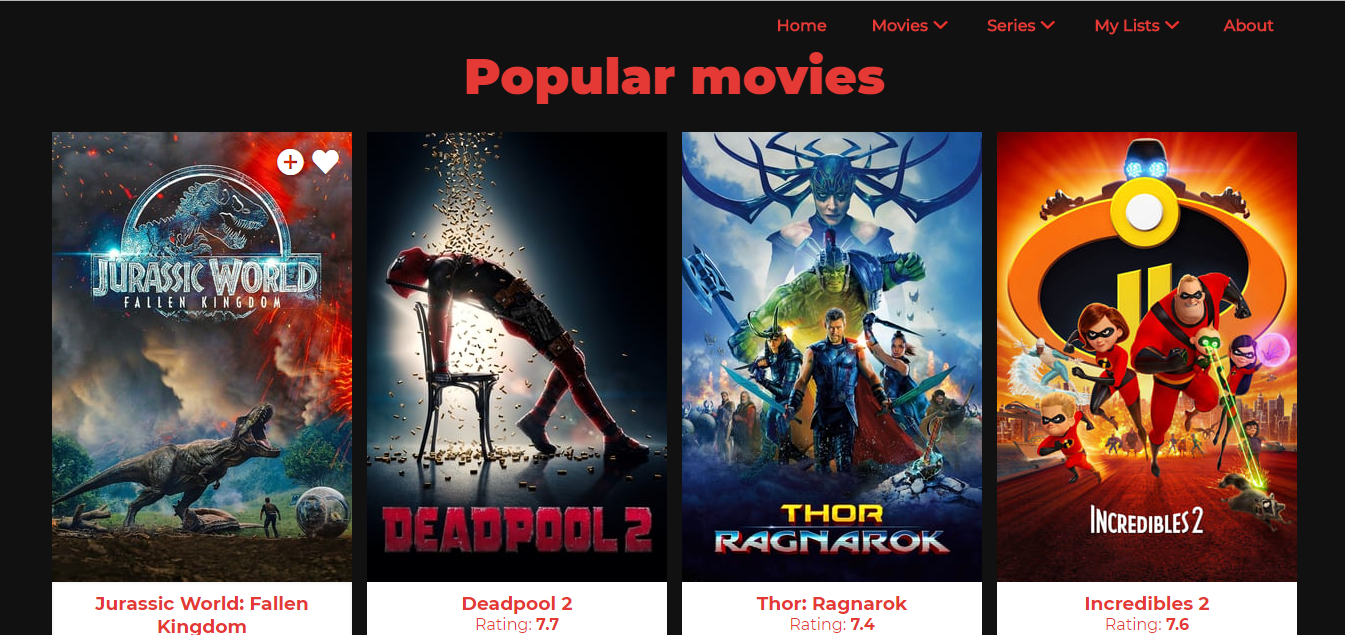 Home Movies Series My Lists About
Popular movies
JURASSIC WORLD
FALLEN KINGDOM
DEADPOOL 2
THOR
RAGNAROK
INCREDIBLES 2
Jurassic World: Fallen
Kingdom
Deadpool 2
Rating: 7.7
Thor: Ragnarok
Rating: 7.4
Incredibles 2
Rating: 7.6